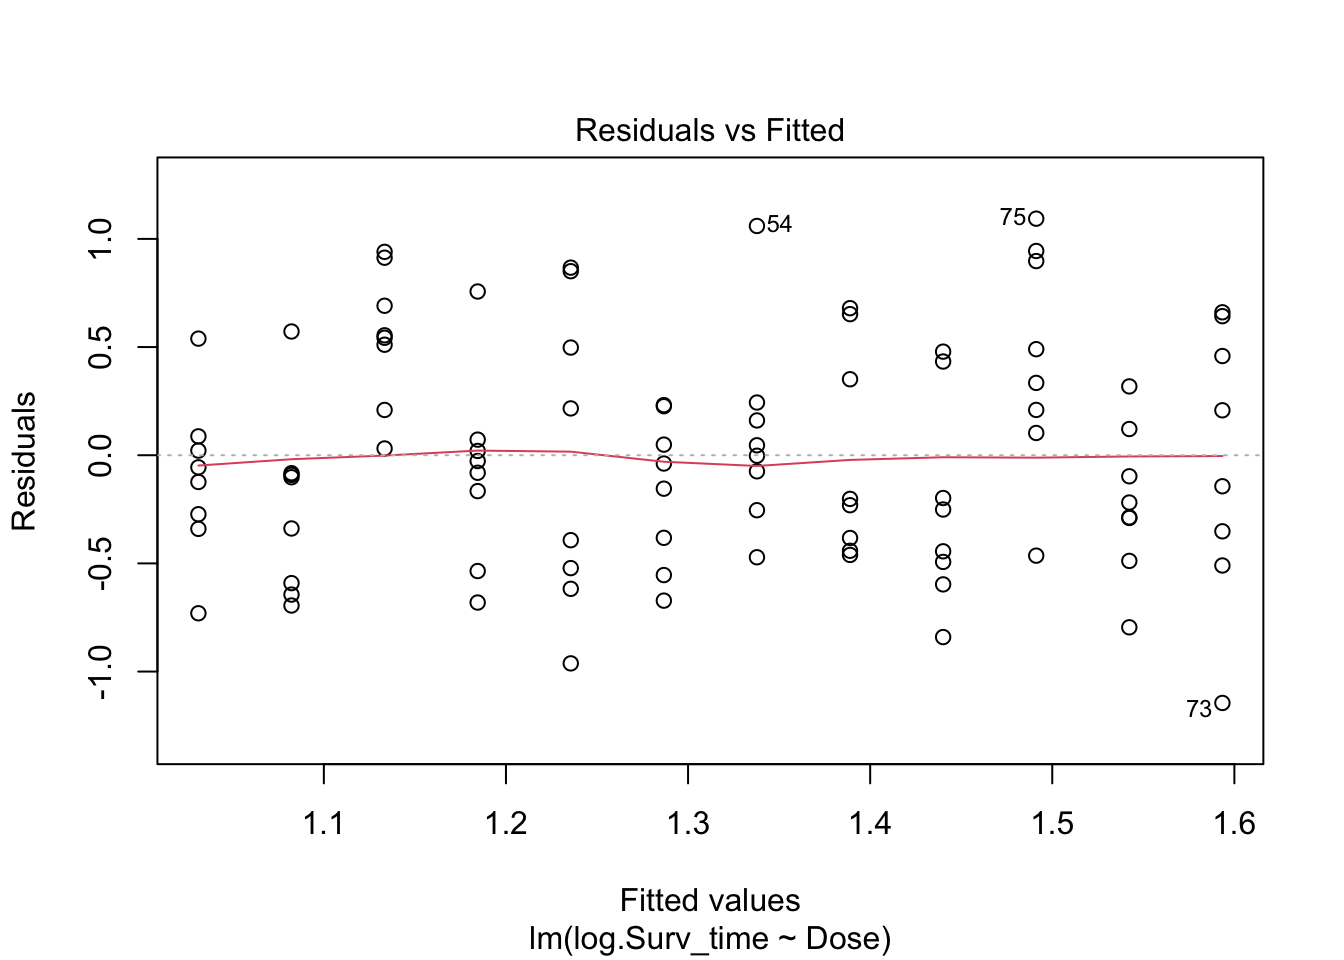 Residuals vs Fitted
Residuals
1.0
0.5
0.0
-0.5
-1.0
54
75
73
1.1 1.2 1.3 1.4 1.5 1.6
Fitted values
lm(log.Surv_time ~ Dose)